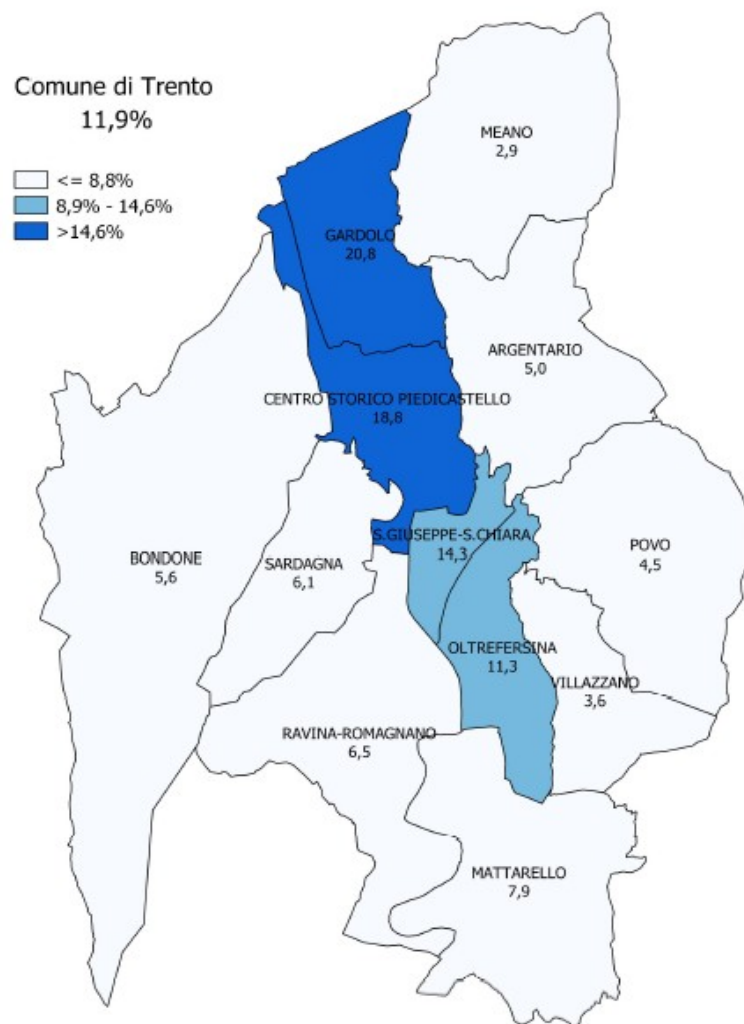 Comune di Trento
11,9%
<= 8,8%
8,9% - 14,6%
>14,6%
MEANO
2,9
GARDOLO
20,8
ARGENTARIO
5,0
CENTRO STORICO PIEDICASTELLO
18,8
S.GIUSEPPE-S.CHIARA
14,3
BONDONE
5,6
SARDAGNA
6,1
POVO
4,5
OLTREFERSINA
11,3
VILLAZZANO
3,6
RAVINA-ROMAGNANO
6,5
MATTARELLO
7,9